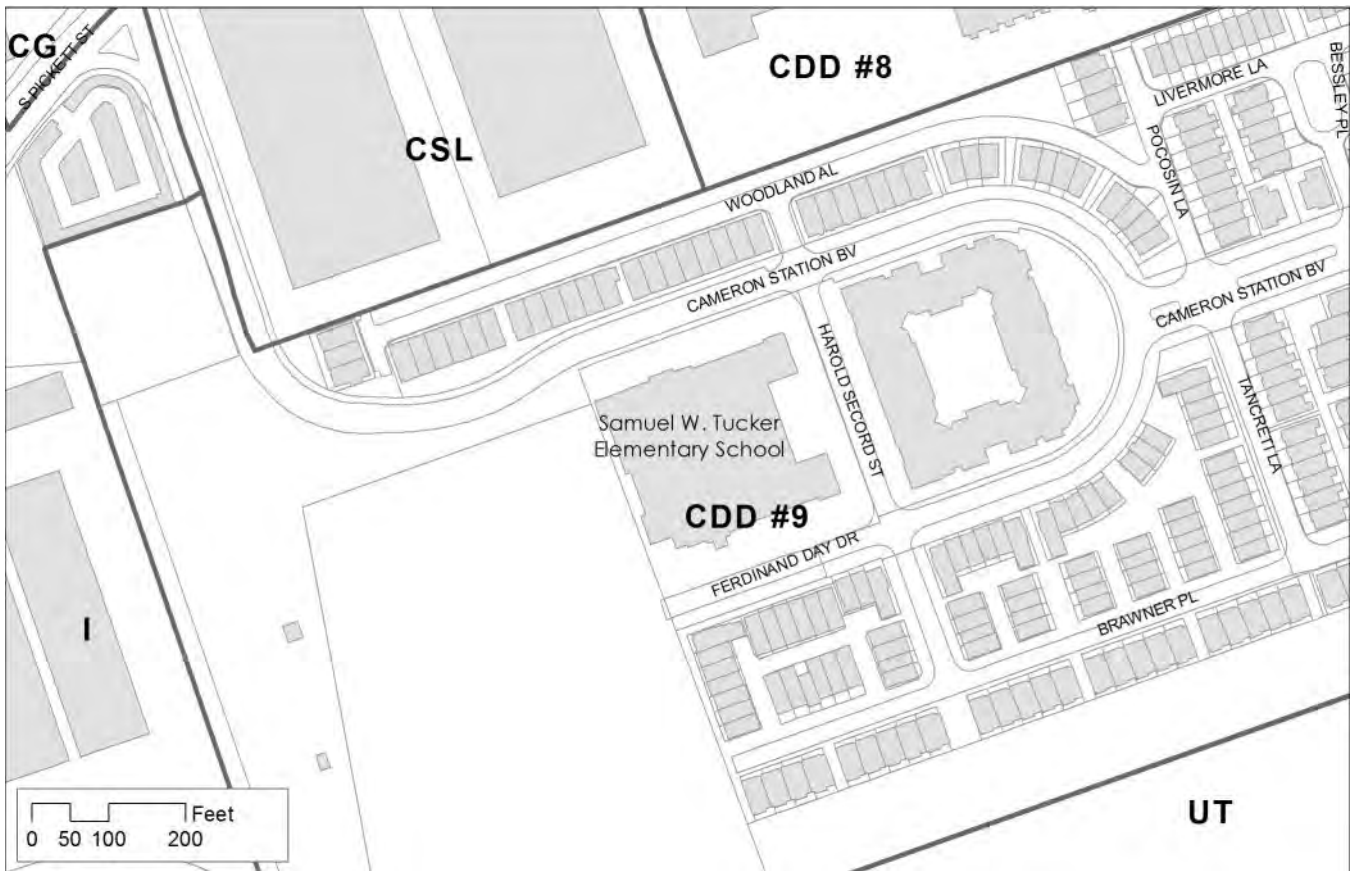 CG
S PICKETT ST
CDD #8
BESSLEY PL
LIVERMORE LA
CSL
POCOSIN LA
WOODLAND AL
CAMERON STATION BV
CAMERON STATION BV
HAROLD SECORD ST
TANCRETI LA
Samuel W. Tucker
Elementary School
CDD #9
FERDINAND DAY DR
BRAWNER PL
I
UT
Feet
0 50 100 200